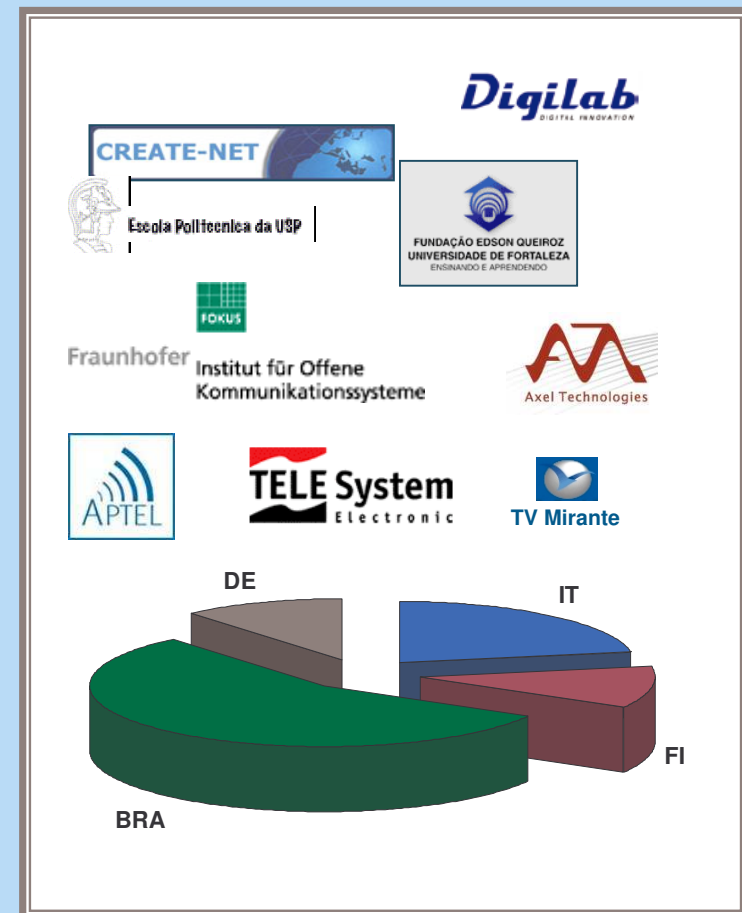 Digilab
DIGITAL INNOVATION
CREATE-NET
Escola Politecnica da USP
FUNDAÇÃO EDSON QUEIROZ
UNIVERSIDADE DE FORTALEZA
ENSINANDO E APRENDENDO
FOKUS
Fraunhofer
Institut für Offene
Kommunikationssysteme
Axel Technologies
APTEL
TELE System
Electronic
TV Mirante
DE
IT
FI
BRA